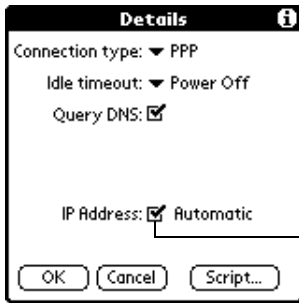 Details
Connection type: PPP
Idle timeout: Power Off
Query DNS:
IP Address: Automatic
OK Cancel Script...